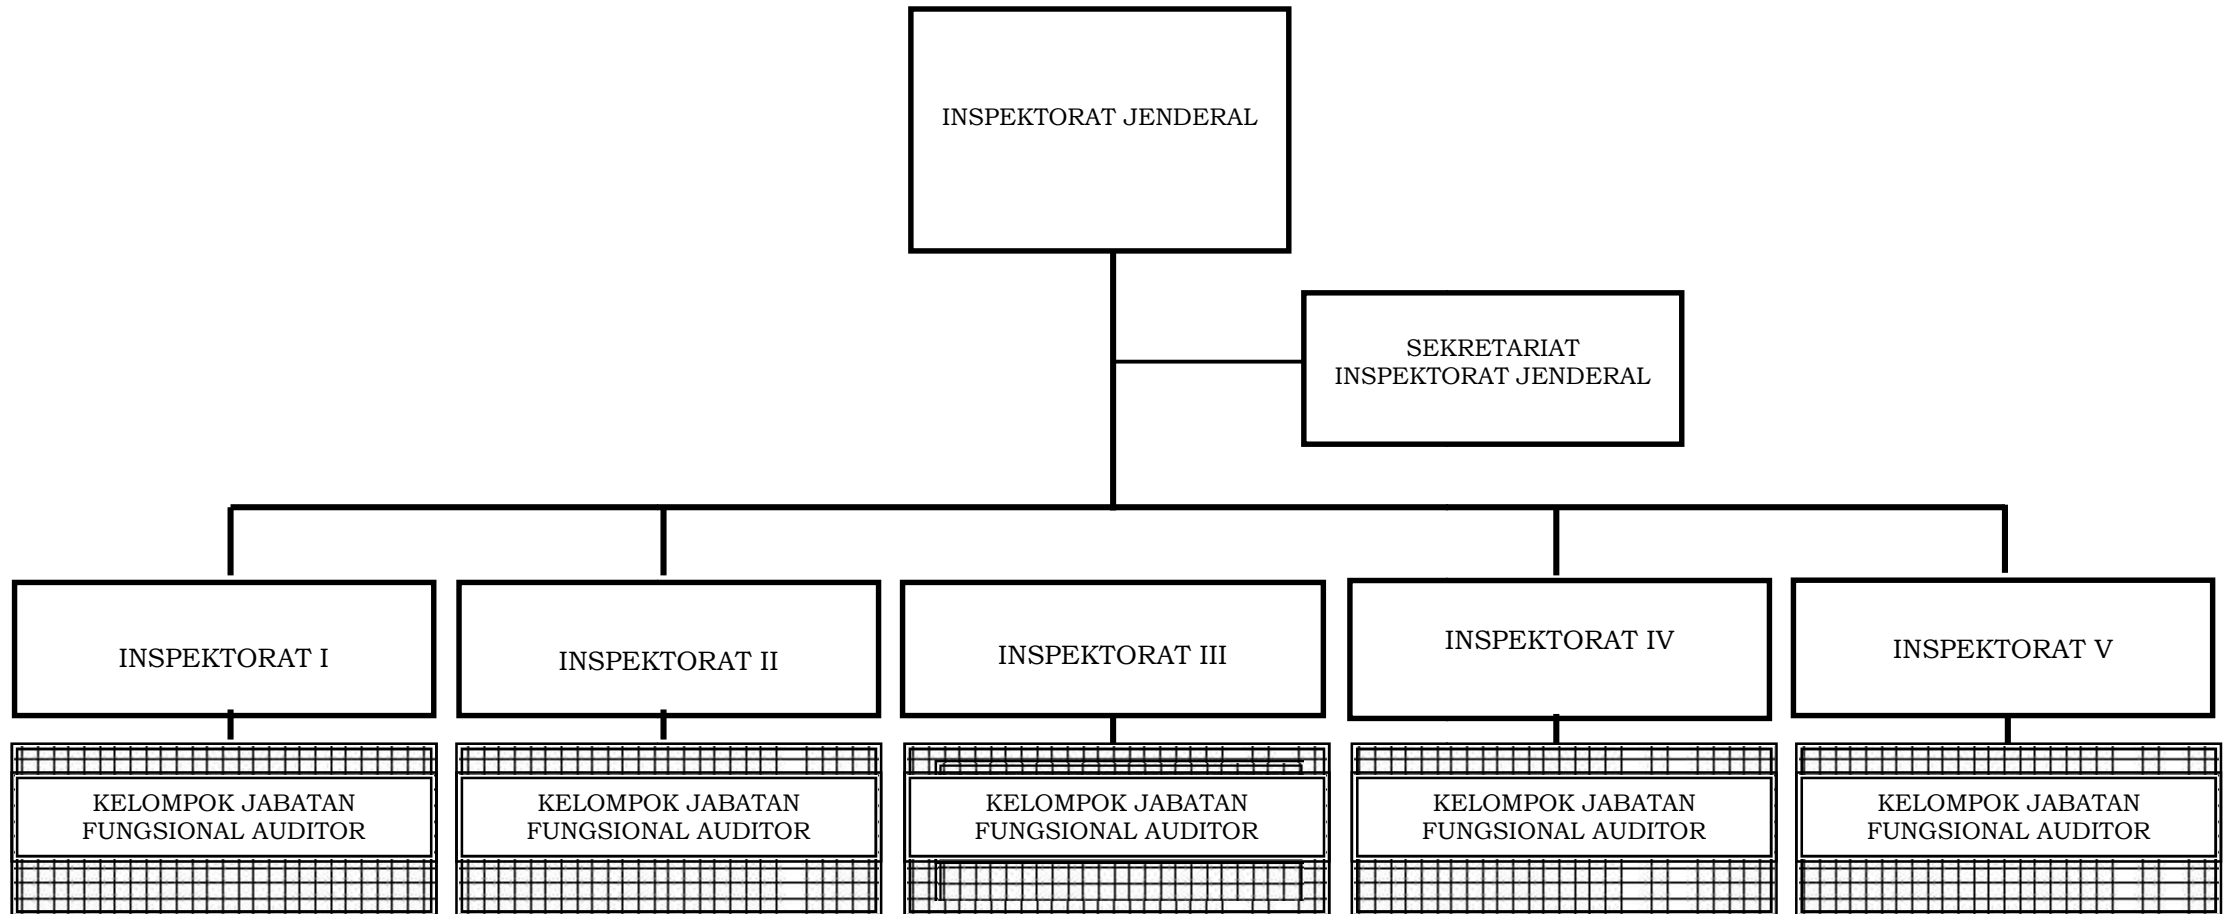 INSPEKTORAT JENDERAL
SEKRETARIAT
INSPEKTORAT JENDERAL
INSPEKTORAT I
INSPEKTORAT II
INSPEKTORAT III
INSPEKTORAT IV
INSPEKTORAT V
KELOMPOK JABATAN
FUNGSIONAL AUDITOR
KELOMPOK JABATAN
FUNGSIONAL AUDITOR
KELOMPOK JABATAN
FUNGSIONAL AUDITOR
KELOMPOK JABATAN
FUNGSIONAL AUDITOR
KELOMPOK JABATAN
FUNGSIONAL AUDITOR